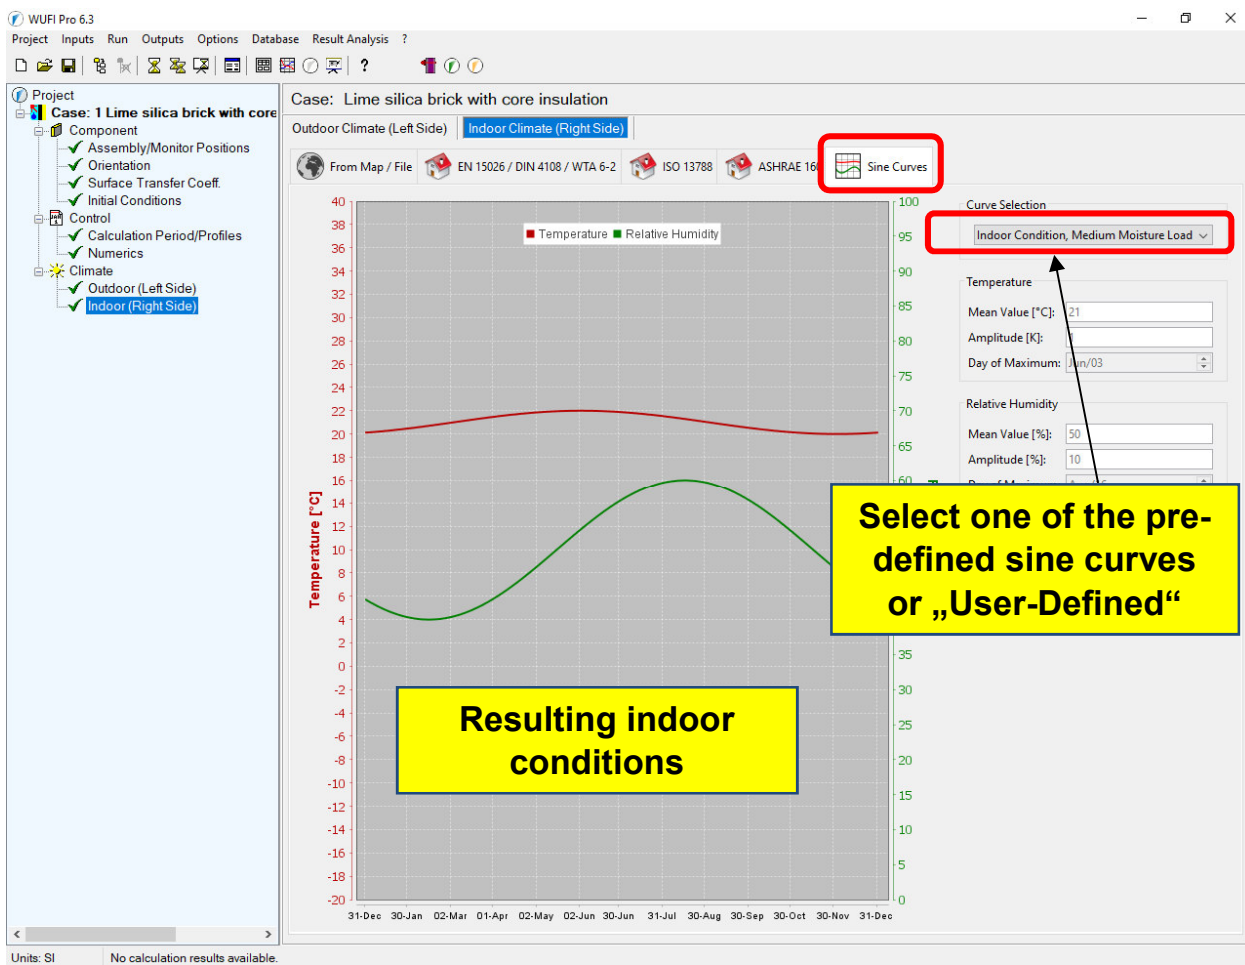 WUFI Pro 6.3
Project Inputs Run Outputs Options Database Result Analysis ?
Project
Case: 1 Lime silica brick with core
Component
Assembly/Monitor Positions
Orientation
Surface Transfer Coeff.
Initial Conditions
Control
Calculation Period/Profiles
Numerics
Climate
Outdoor (Left Side)
Indoor (Right Side)
Case: Lime silica brick with core insulation
Outdoor Climate (Left Side) Indoor Climate (Right Side)
From Map / File EN 15026 / DIN 4108 / WTA 6-2 ISO 13788 ASHRAE Sine Curves
Temperature Relative Humidity
Temperature [°C]
40
38
36
34
32
30
28
26
24
22
20
18
16
14
12
10
8
6
4
2
0
-2
-4
-6
-8
-10
-12
-14
-16
-18
-20
100
95
90
85
80
75
70
65
60
35
30
25
20
15
10
5
0
31-Dec 30-Jan 02-Mar 01-Apr 02-May 02-Jun 30-Jun 31-Jul 30-Aug 30-Sep 30-Oct 30-Nov 31-Dec
Curve Selection
Indoor Condition, Medium Moisture Load
Temperature
Mean Value [°C]: 21
Amplitude [K]:
Day of Maximum: Jun/03
Relative Humidity
Mean Value [%]: 50
Amplitude [%]: 10
Select one of the pre-
defined sine curves
or „User-Defined“
Resulting indoor
conditions
Units: SI No calculation results available.